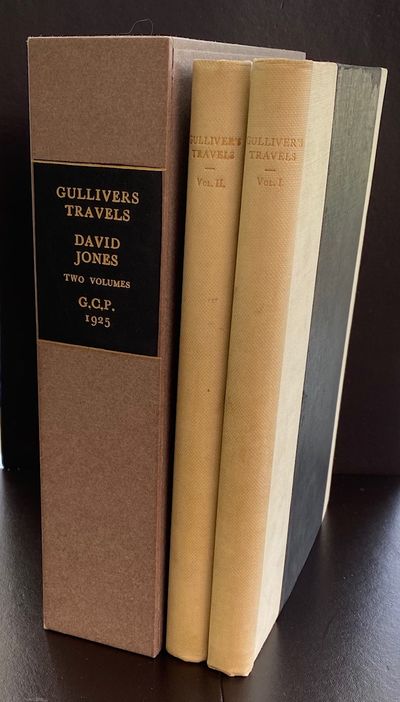 GULLIVERS
TRAVELS
DAVID
JONES
TWO VOLUMES
G.C.P.
1925
GULLIVER'S
TRAVELS
VOL. II.
GULLIVER'S
TRAVELS
VOL. I.